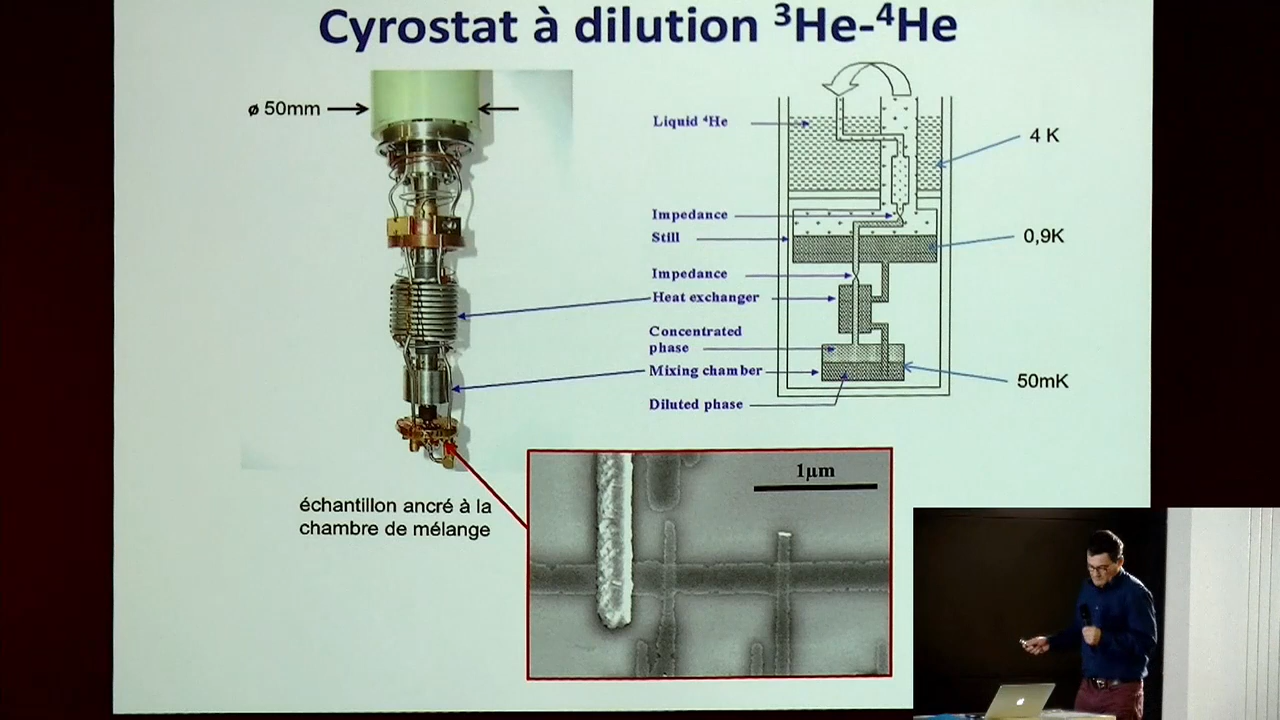 Cyrostat à dilution ³He-⁴He
ø 50mm
Liquid ⁴He
4 K
Impedance
Still
0,9K
Impedance
Heat exchanger
Concentrated
phase
Mixing chamber
50mK
Diluted phase
échantillon ancré à la
chambre de mélange
1µm